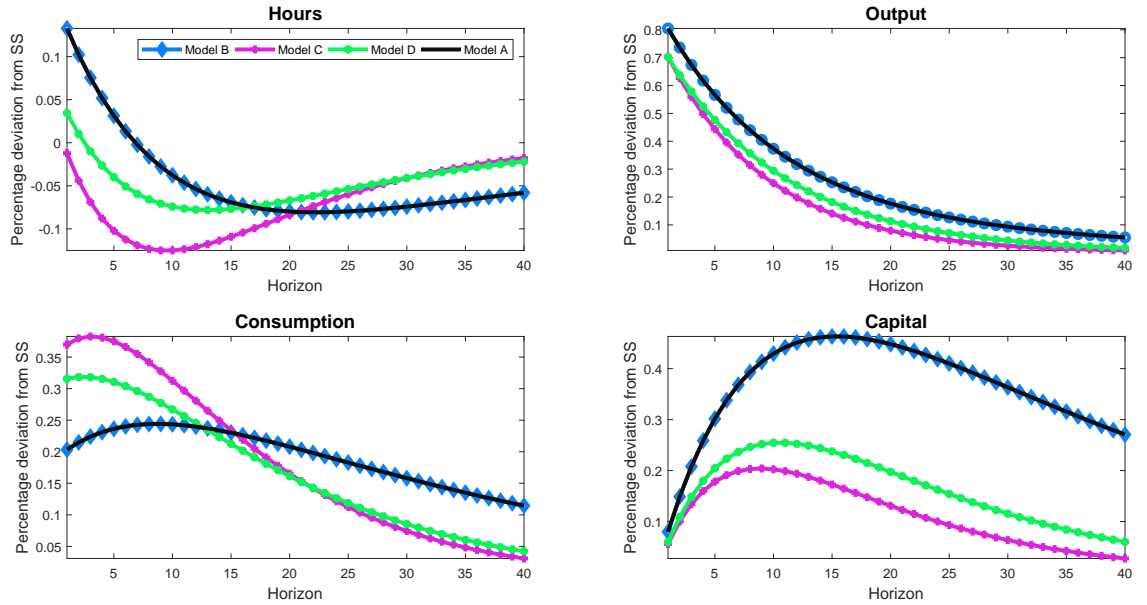 Hours
Percentage deviation from SS
0.1
0.05
0
-0.05
-0.1
Model B Model C Model D Model A
5 10 15 20 25 30 35 40
Horizon
Output
Percentage deviation from SS
0.8
0.7
0.6
0.5
0.4
0.3
0.2
0.1
5 10 15 20 25 30 35 40
Horizon
Consumption
Percentage deviation from SS
0.35
0.3
0.25
0.2
0.15
0.1
0.05
5 10 15 20 25 30 35 40
Horizon
Capital
Percentage deviation from SS
0.4
0.3
0.2
0.1
5 10 15 20 25 30 35 40
Horizon